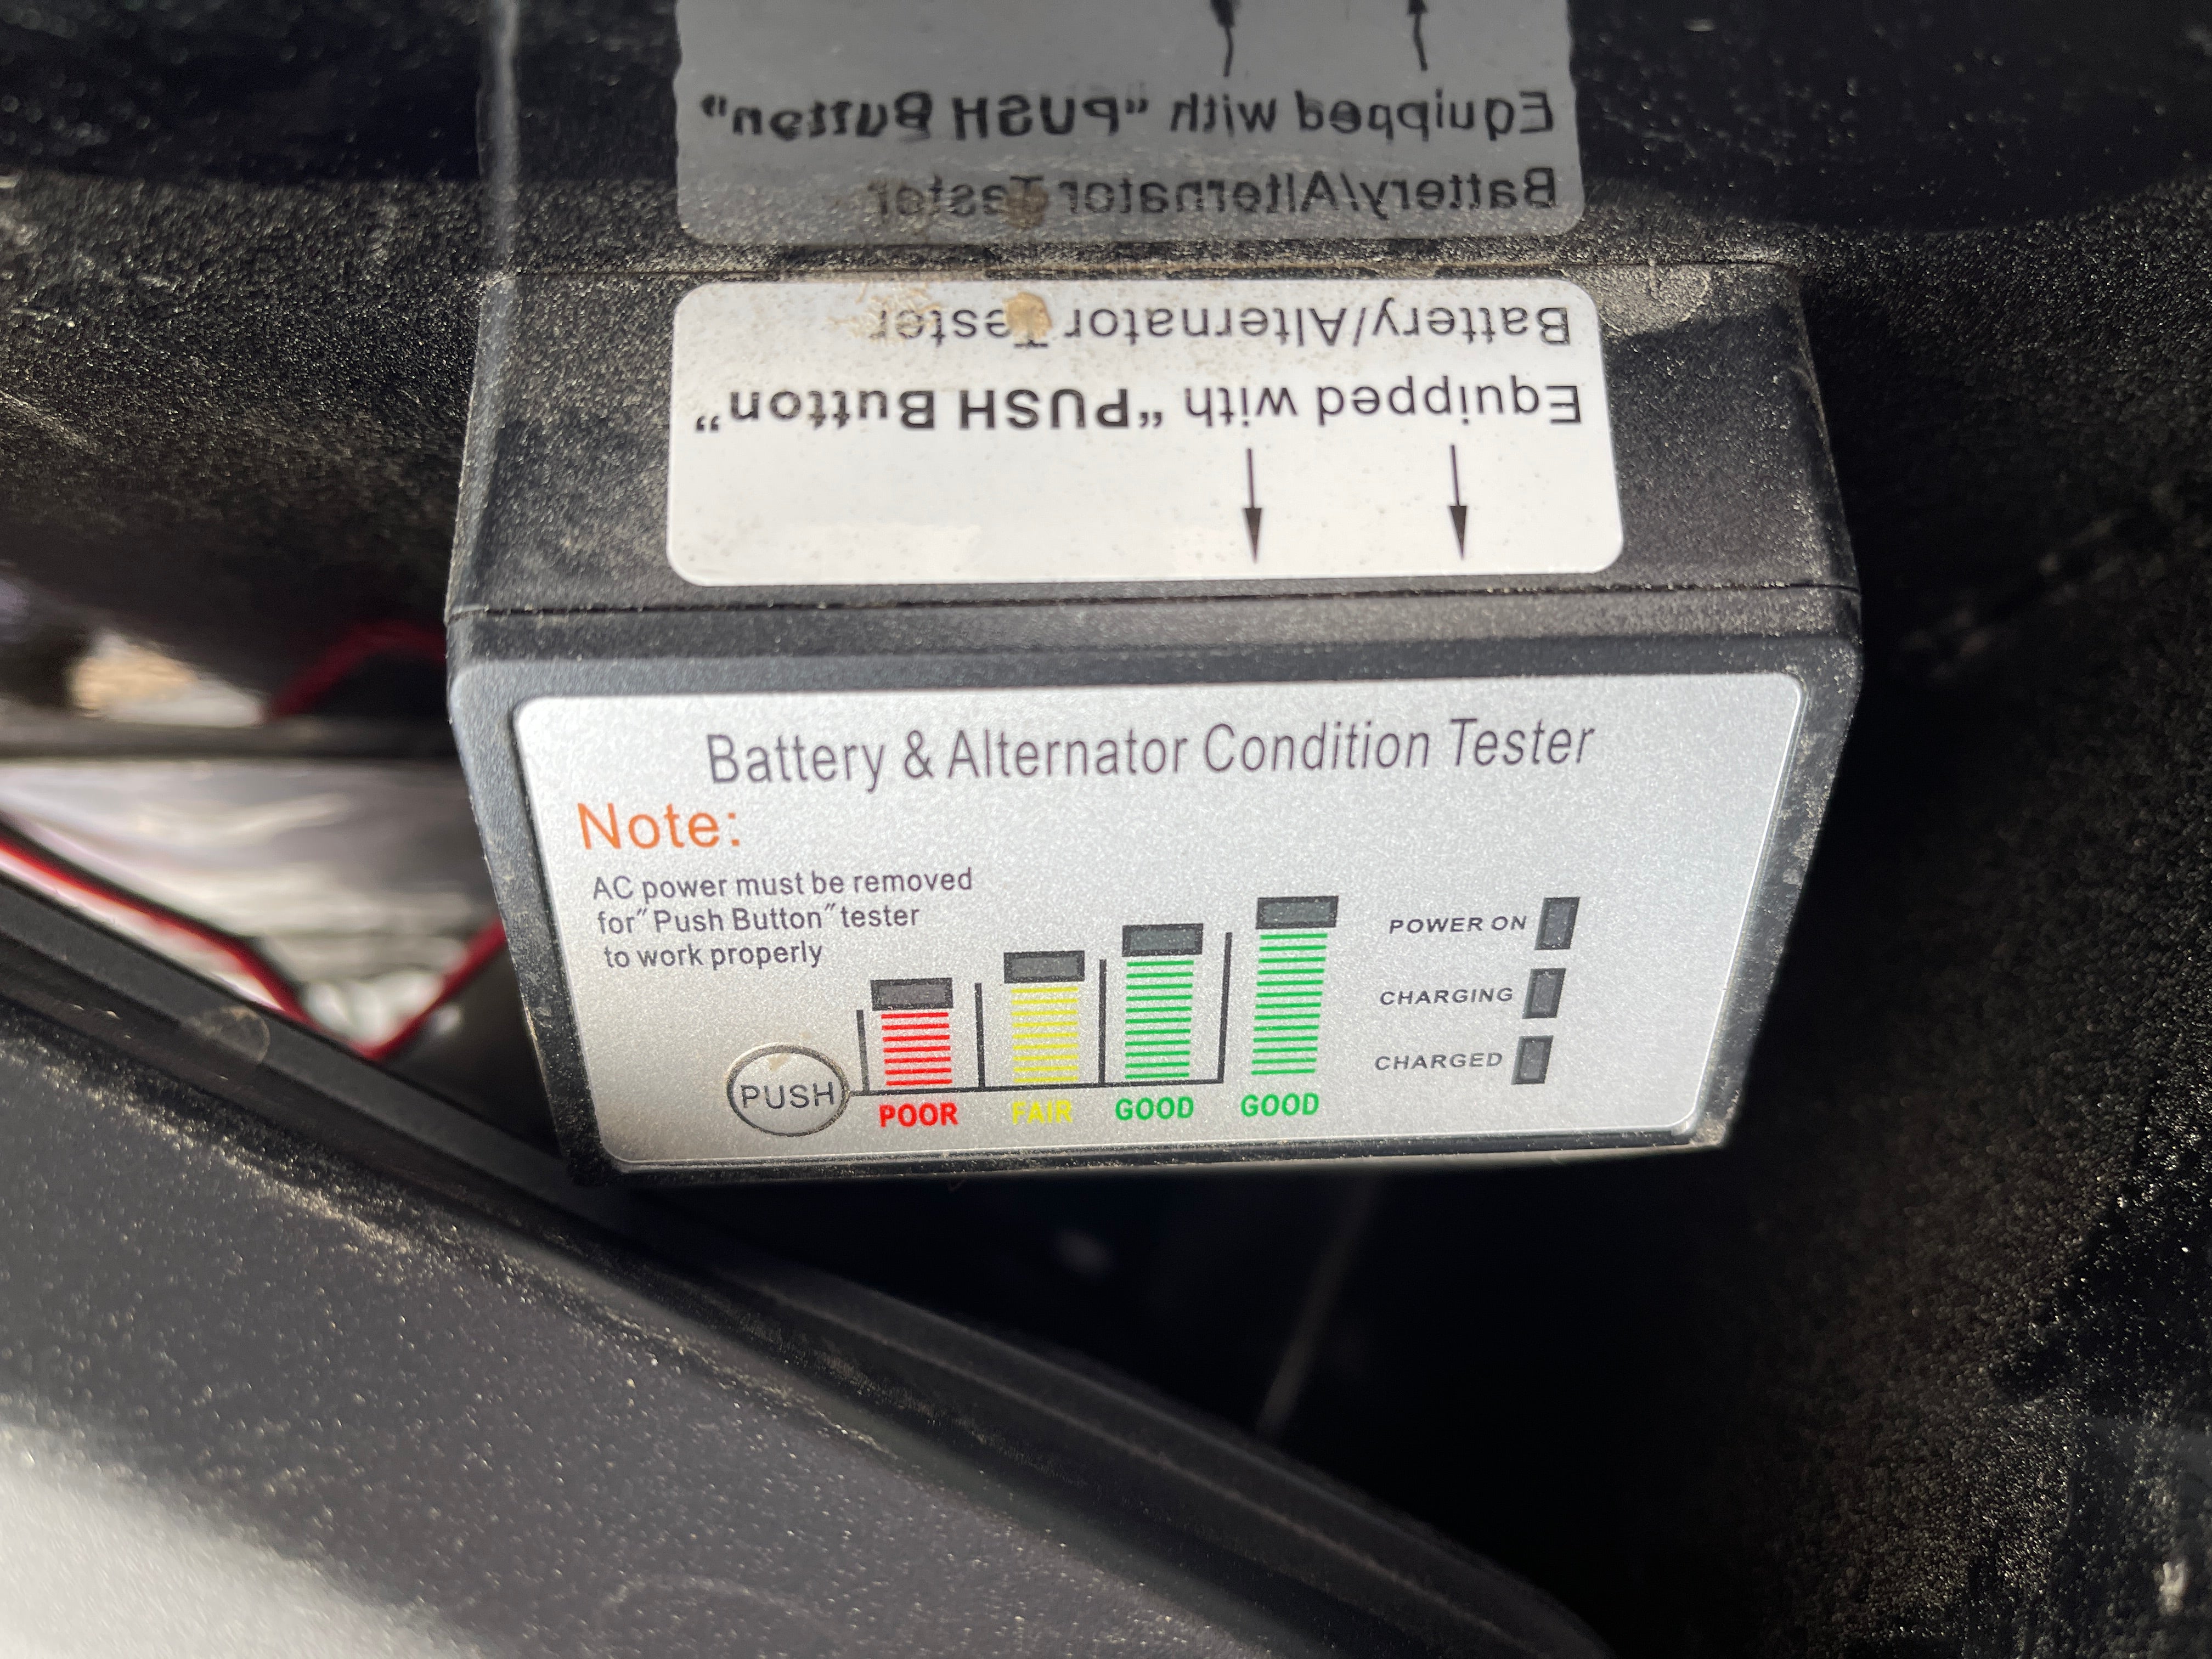 Battery/Alternator Tester
Equipped with "PUSH Button"
Battery/Alternator Tester
Equipped with "PUSH Button"
Battery & Alternator Condition Tester
Note:
AC power must be removed
for"Push Button"tester
to work properly
POWER ON
CHARGING
CHARGED
PUSH
POOR
FAIR
GOOD
GOOD